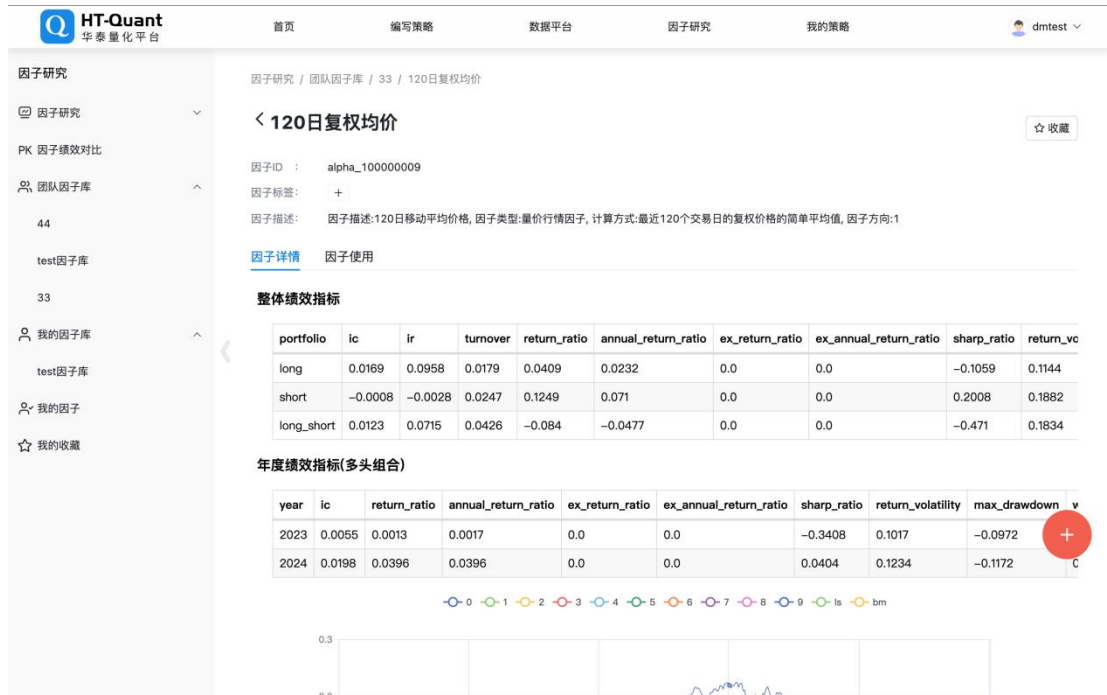 HT-Quant
华泰量化平台
首页 编写策略 数据平台 因子研究 我的策略 dmtest
因子研究
因子研究
PK 因子绩效对比
团队因子库
44
test因子库
33
我的因子库
test因子库
我的因子
我的收藏
因子研究 / 团队因子库 / 33 / 120日复权均价
120日复权均价
收藏
因子ID : alpha_100000009
因子标签: +
因子描述: 因子描述:120日移动平均价格, 因子类型:量价行情因子, 计算方式:最近120个交易日的复权价格的简单平均值, 因子方向:1
因子详情 因子使用
整体绩效指标
portfolio ic ir turnover return_ratio annual_return_ratio ex_return_ratio ex_annual_return_ratio sharp_ratio return_vo
long 0.0169 0.0958 0.0179 0.0409 0.0232 0.0 0.0 −0.1059 0.1144
short −0.0008 −0.0028 0.0247 0.1249 0.071 0.0 0.0 0.2008 0.1882
long_short 0.0123 0.0715 0.0426 −0.084 −0.0477 0.0 0.0 −0.471 0.1834
年度绩效指标(多头组合)
year ic return_ratio annual_return_ratio ex_return_ratio ex_annual_return_ratio sharp_ratio return_volatility max_drawdown
2023 0.0055 0.0013 0.0017 0.0 0.0 −0.3408 0.1017 −0.0972
2024 0.0198 0.0396 0.0396 0.0 0.0 0.0404 0.1234 −0.1172
0 1 2 3 4 5 6 7 8 9 ls bm
0.3